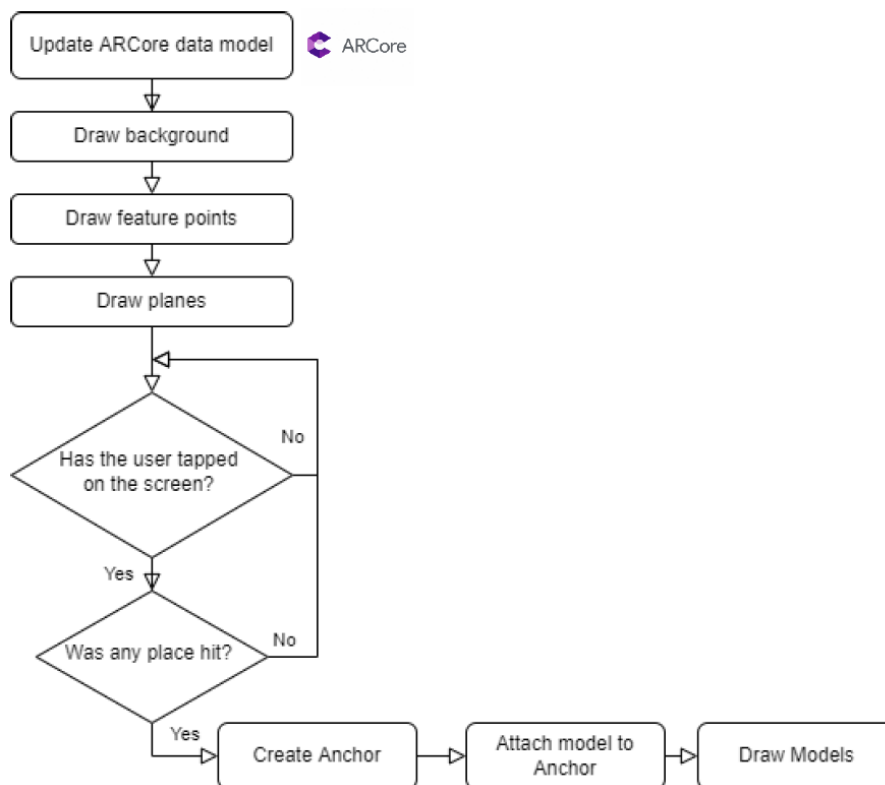 Update ARCore data model
ARCore
Draw background
Draw feature points
Draw planes
No
Has the user tapped
on the screen?
Yes
No
Was any place hit?
Yes
Create Anchor
Attach model to
Anchor
Draw Models